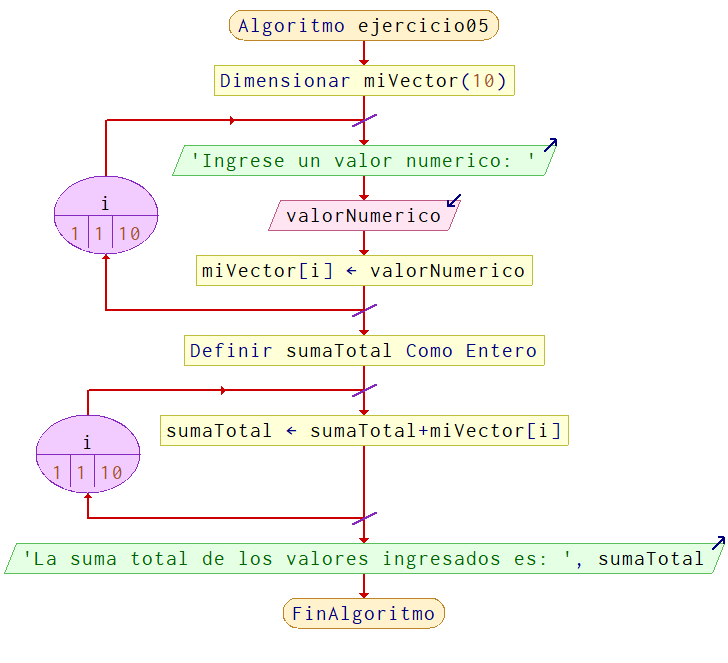 Algoritmo ejercicio05
Dimensionar miVector(10)
'Ingrese un valor numerico: '
i
1 1 10
valorNumerico
miVector[i] ← valorNumerico
Definir sumaTotal Como Entero
i
1 1 10
sumaTotal ← sumaTotal+miVector[i]
'La suma total de los valores ingresados es: ', sumaTotal
FinAlgoritmo